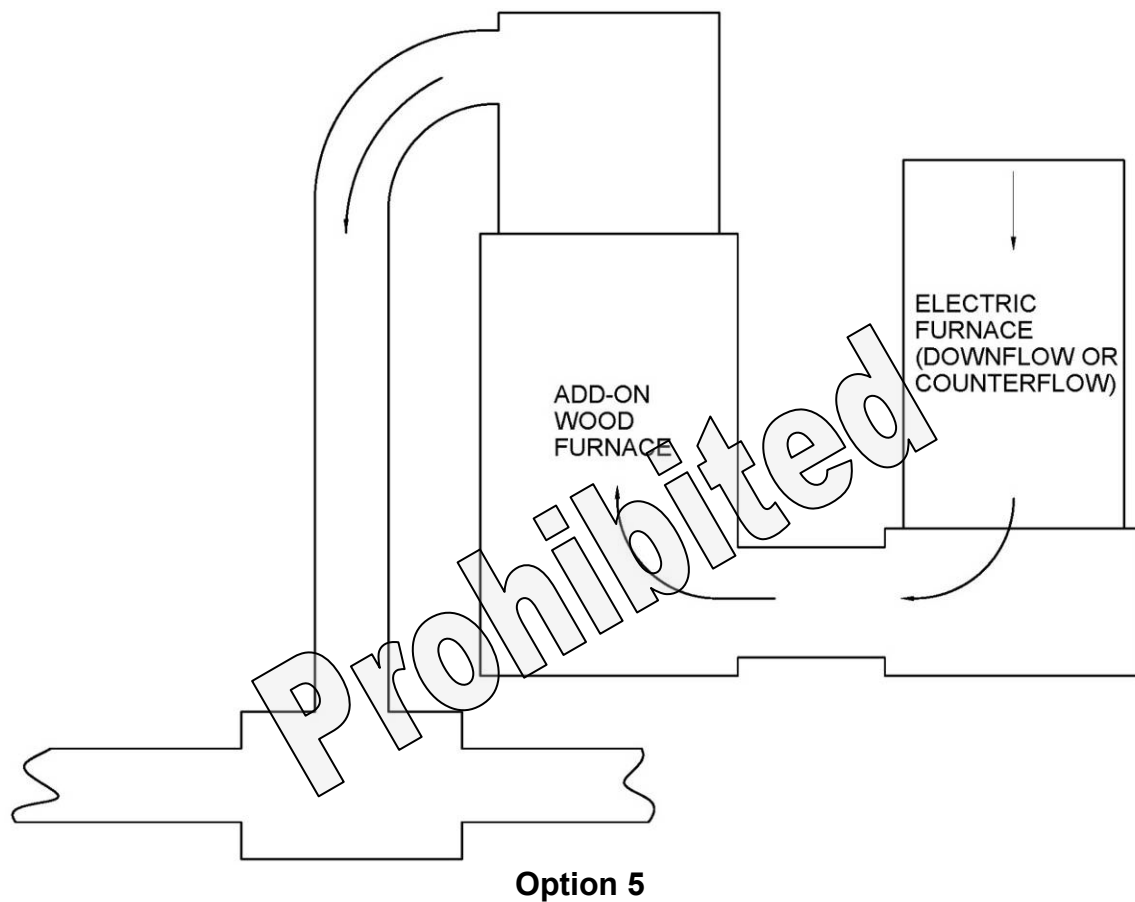 ELECTRIC
FURNACE
(DOWNFLOW OR
COUNTERFLOW)
ADD-ON
WOOD
FURNACE
Prohibited
Option 5